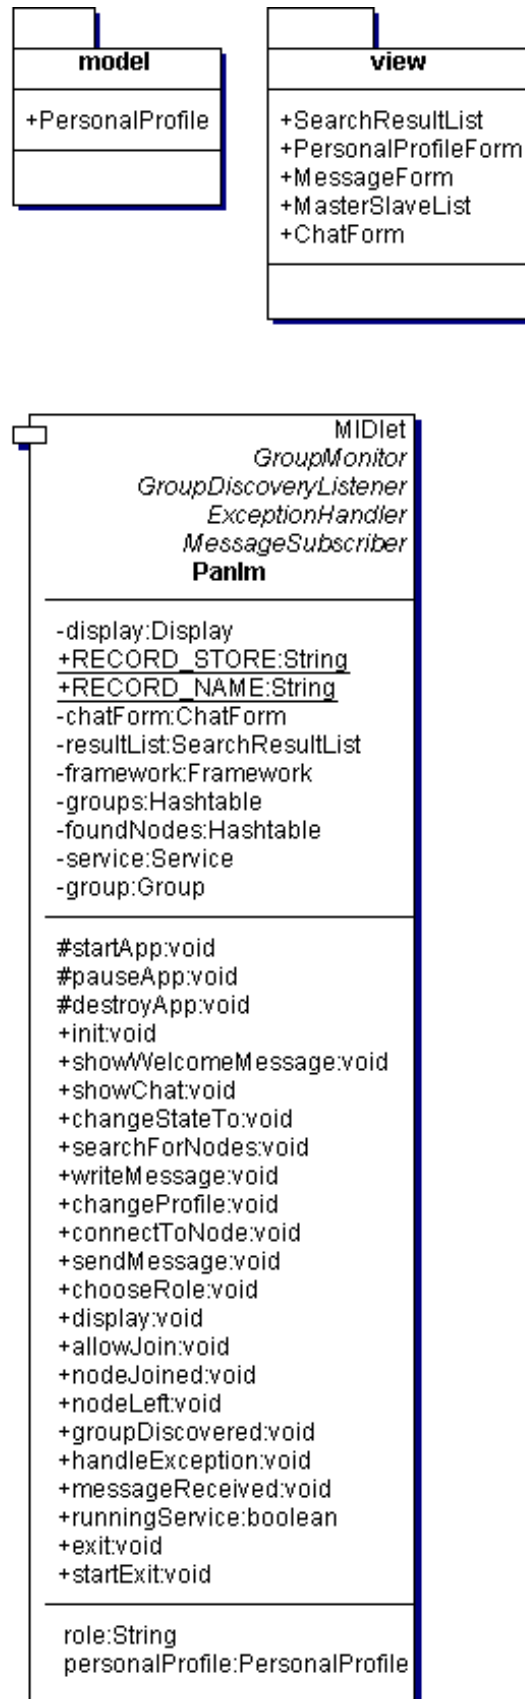 model
+PersonalProfile
view
+SearchResultList
+PersonalProfileForm
+MessageForm
+MasterSlaveList
+ChatForm
MIDlet
GroupMonitor
GroupDiscoveryListener
ExceptionHandler
MessageSubscriber
PanIm
-display:Display
+RECORD_STORE:String
+RECORD_NAME:String
-chatForm:ChatForm
-resultList:SearchResultList
-framework:Framework
-groups:Hashtable
-foundNodes:Hashtable
-service:Service
-group:Group
#startApp:void
#pauseApp:void
#destroyApp:void
+init:void
+showWelcomeMessage:void
+showChat:void
+changeStateTo:void
+searchForNodes:void
+writeMessage:void
+changeProfile:void
+connectToNode:void
+sendMessage:void
+chooseRole:void
+display:void
+allowJoin:void
+nodeJoined:void
+nodeLeft:void
+groupDiscovered:void
+handleException:void
+messageReceived:void
+runningService:boolean
+exit:void
+startExit:void
role:String
personalProfile:PersonalProfile